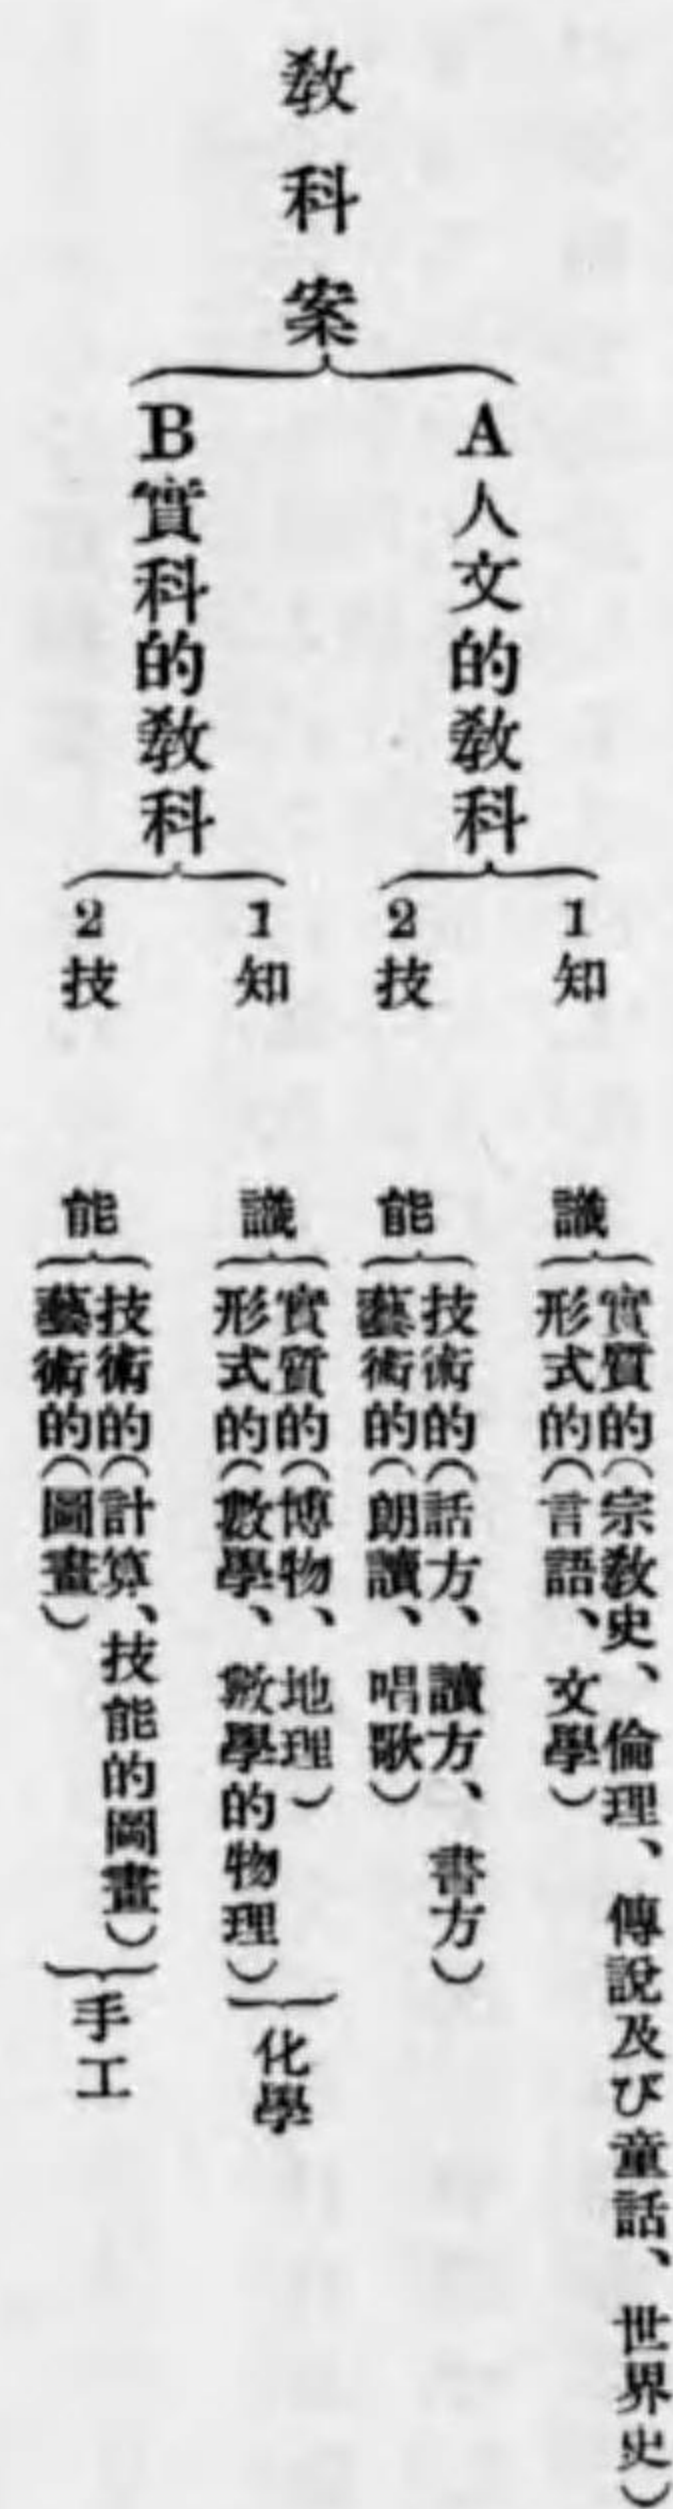 教科案
A人文的教科
1知識
實質的(宗教史、倫理、傳說及び童話、世界史)
形式的(言語、文學)
2技能
技術的(話方、讀方、書方)
藝術的(朗讀、唱歌)
B實科的教科
1知識
實質的(博物、地理)
形式的(數學、數學的物理)
化學
2技能
技術的(計算、技能的圖畫)
藝術的(圖畫)
手工